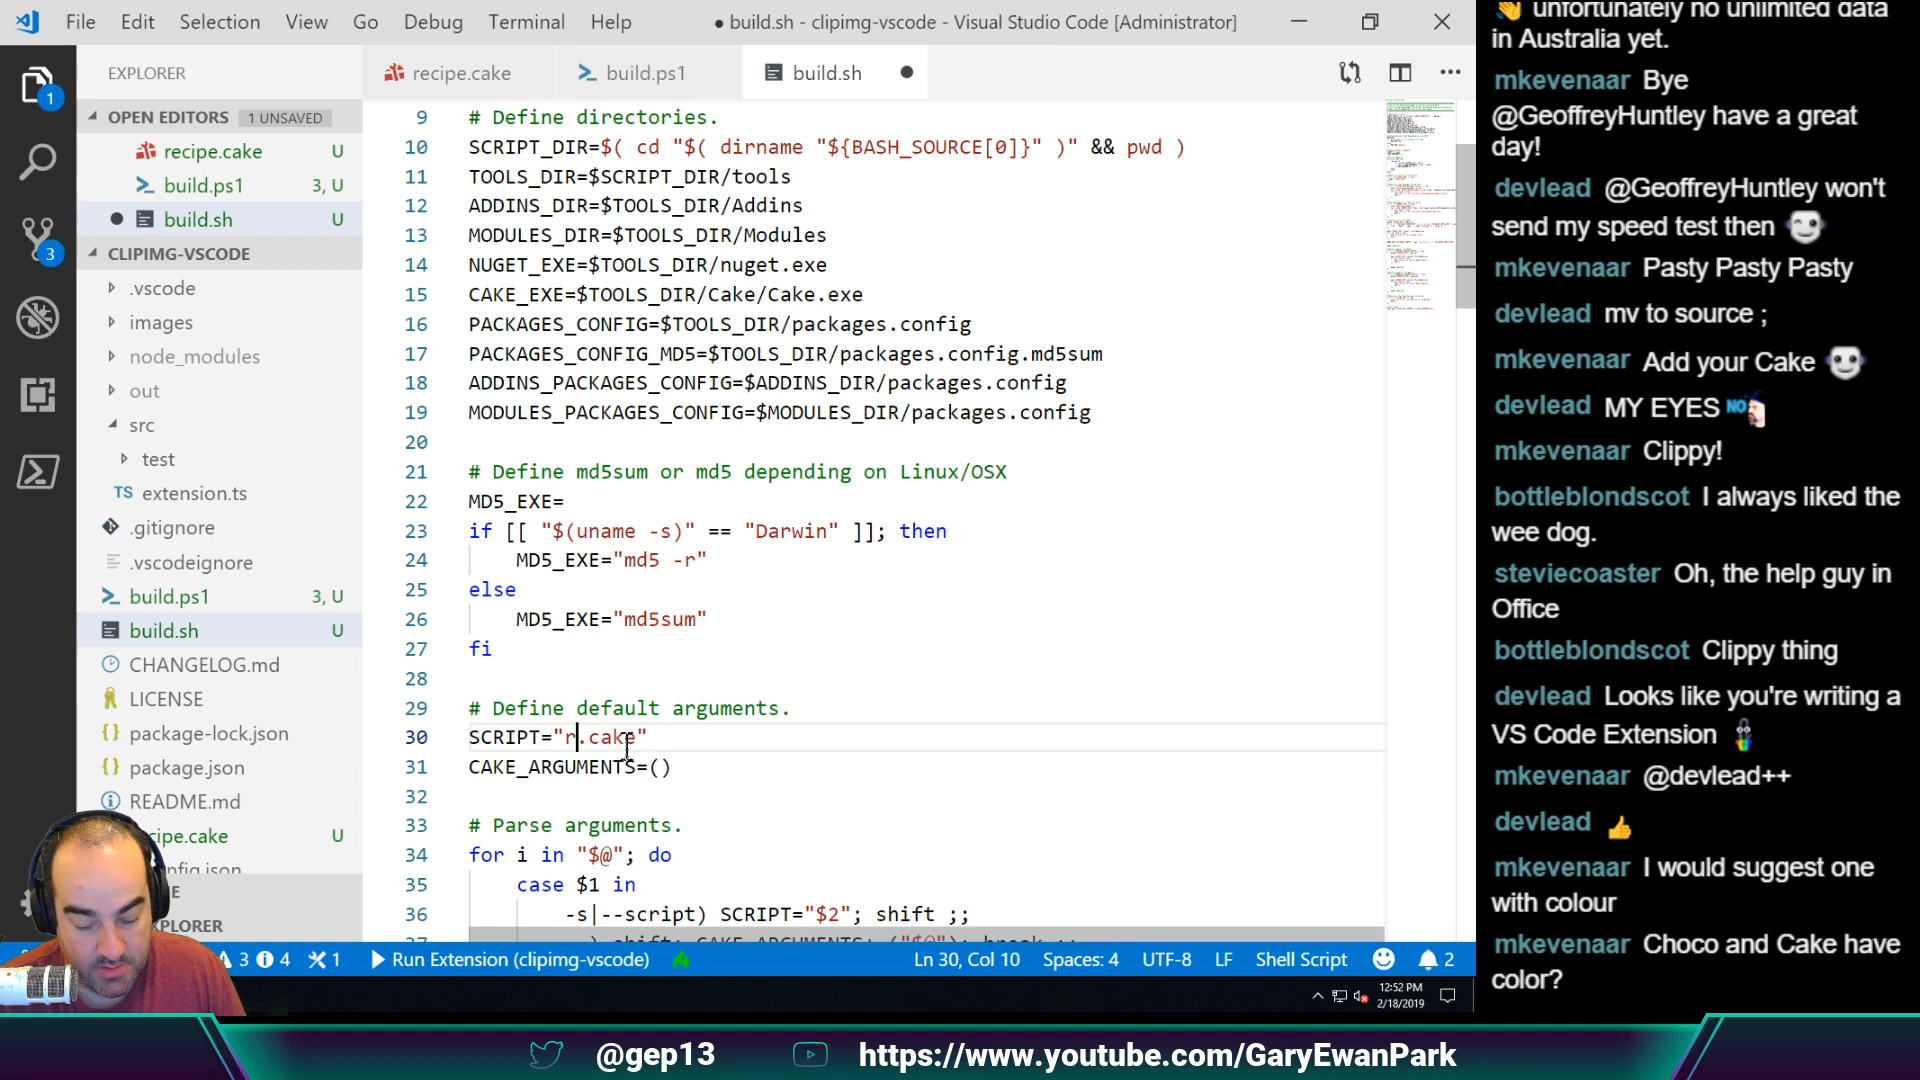 File Edit Selection View Go Debug Terminal Help
● build.sh - clipimg-vscode - Visual Studio Code [Administrator]
EXPLORER
recipe.cake
build.ps1
build.sh
1
OPEN EDITORS 1 UNSAVED
recipe.cake U
build.ps1 3, U
build.sh U
3
CLIPIMG-VSCODE
.vscode
images
node_modules
out
src
test
TS extension.ts
.gitignore
.vscodeignore
build.ps1 3, U
build.sh U
CHANGELOG.md
LICENSE
package-lock.json
package.json
README.md
cipe.cake U
nfig.json
E
XPLORER
9 # Define directories.
10 SCRIPT_DIR=$( cd "$( dirname "${BASH_SOURCE[0]}" )" && pwd )
11 TOOLS_DIR=$SCRIPT_DIR/tools
12 ADDINS_DIR=$TOOLS_DIR/Addins
13 MODULES_DIR=$TOOLS_DIR/Modules
14 NUGET_EXE=$TOOLS_DIR/nuget.exe
15 CAKE_EXE=$TOOLS_DIR/Cake/Cake.exe
16 PACKAGES_CONFIG=$TOOLS_DIR/packages.config
17 PACKAGES_CONFIG_MD5=$TOOLS_DIR/packages.config.md5sum
18 ADDINS_PACKAGES_CONFIG=$ADDINS_DIR/packages.config
19 MODULES_PACKAGES_CONFIG=$MODULES_DIR/packages.config
20
21 # Define md5sum or md5 depending on Linux/OSX
22 MD5_EXE=
23 if [[ "$(uname -s)" == "Darwin" ]]; then
24 MD5_EXE="md5 -r"
25 else
26 MD5_EXE="md5sum"
27 fi
28
29 # Define default arguments.
30 SCRIPT="r.cake"
31 CAKE_ARGUMENTS=()
32
33 # Parse arguments.
34 for i in "$@"; do
35 case $1 in
36 -s|--script) SCRIPT="$2"; shift ;;
37 --) shift; CAKE_ARGUMENTS+=("$@"); break ;;
3 4 1
Run Extension (clipimg-vscode)
Ln 30, Col 10 Spaces: 4 UTF-8 LF Shell Script 2
12:52 PM
2/18/2019
unfortunately no unlimited data
in Australia yet.
mkevenaar Bye
@GeoffreyHuntley have a great
day!
devlead @GeoffreyHuntley won't
send my speed test then
mkevenaar Pasty Pasty Pasty
devlead mv to source ;
mkevenaar Add your Cake
devlead MY EYES NO
mkevenaar Clippy!
bottleblondscot I always liked the
wee dog.
steviecoaster Oh, the help guy in
Office
bottleblondscot Clippy thing
devlead Looks like you're writing a
VS Code Extension
mkevenaar @devlead++
devlead
mkevenaar I would suggest one
with colour
mkevenaar Choco and Cake have
color?
@gep13
https://www.youtube.com/GaryEwanPark